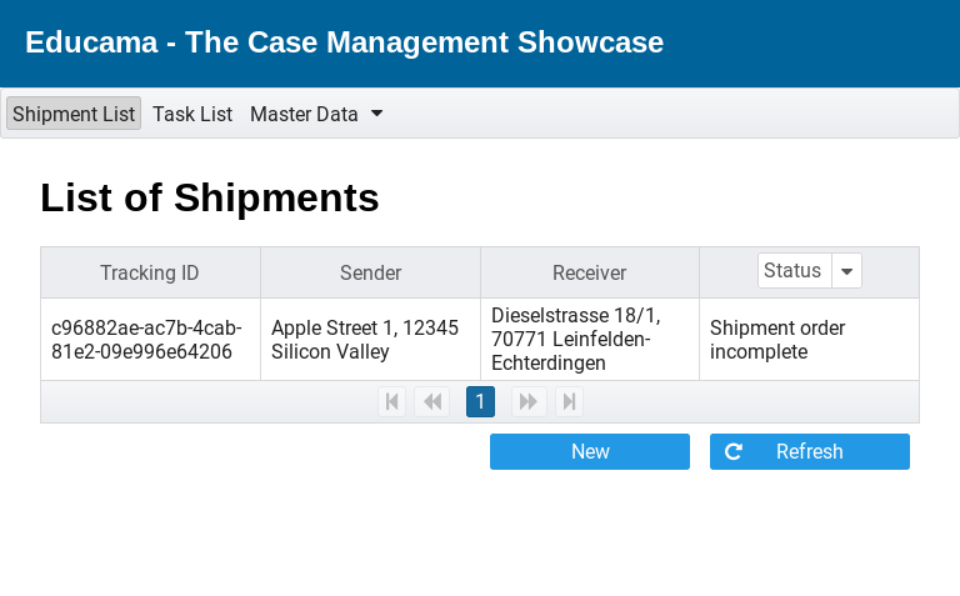 Educama - The Case Management Showcase
Shipment List Task List Master Data
List of Shipments
Tracking ID Sender Receiver Status
c96882ae-ac7b-4cab-
81e2-09e996e64206
Apple Street 1, 12345
Silicon Valley
Dieselstrasse 18/1,
70771 Leinfelden-
Echterdingen
Shipment order
incomplete
1
New Refresh